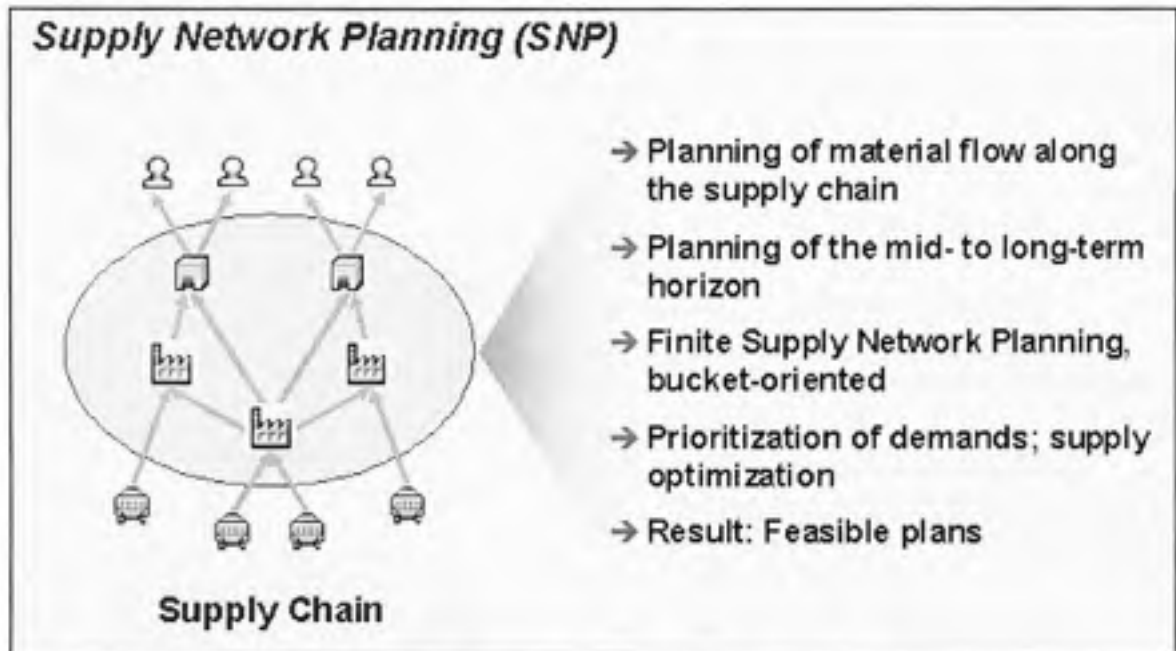 Supply Network Planning (SNP)
→ Planning of material flow along
the supply chain
→ Planning of the mid- to long-term
horizon
→ Finite Supply Network Planning,
bucket-oriented
→ Prioritization of demands; supply
optimization
→ Result: Feasible plans
Supply Chain